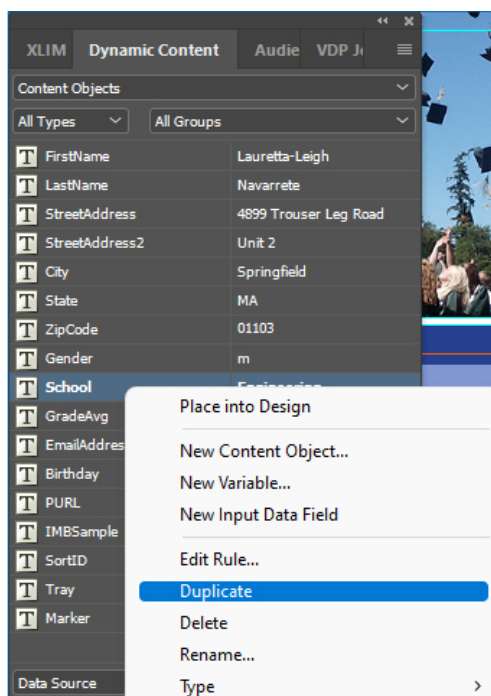 XLIM Dynamic Content Audie VDP J
Content Objects
All Types All Groups
T FirstName Lauretta-Leigh
T LastName Navarrete
T StreetAddress 4899 Trouser Leg Road
T StreetAddress2 Unit 2
T City Springfield
T State MA
T ZipCode 01103
T Gender m
T School Engineering
T GradeAvg
T EmailAddres
T Birthday
T PURL
T IMBSample
T SortID
T Tray
T Marker
Data Source
Place into Design
New Content Object...
New Variable...
New Input Data Field
Edit Rule...
Duplicate
Delete
Rename...
Type